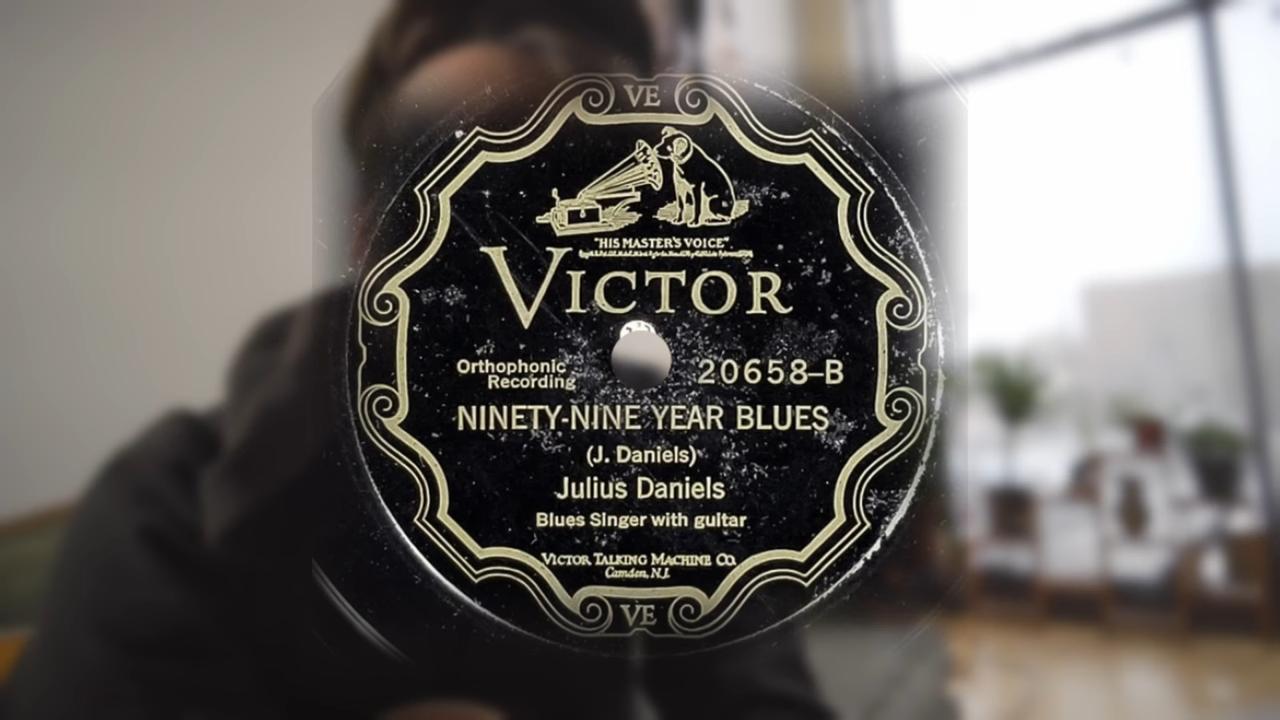 VE
"HIS MASTER'S VOICE"
VICTOR
Orthophonic
Recording
20658-B
NINETY-NINE YEAR BLUES
(J. Daniels)
Julius Daniels
Blues Singer with guitar
VICTOR TALKING MACHINE CO.
Camden, N.J.
VE